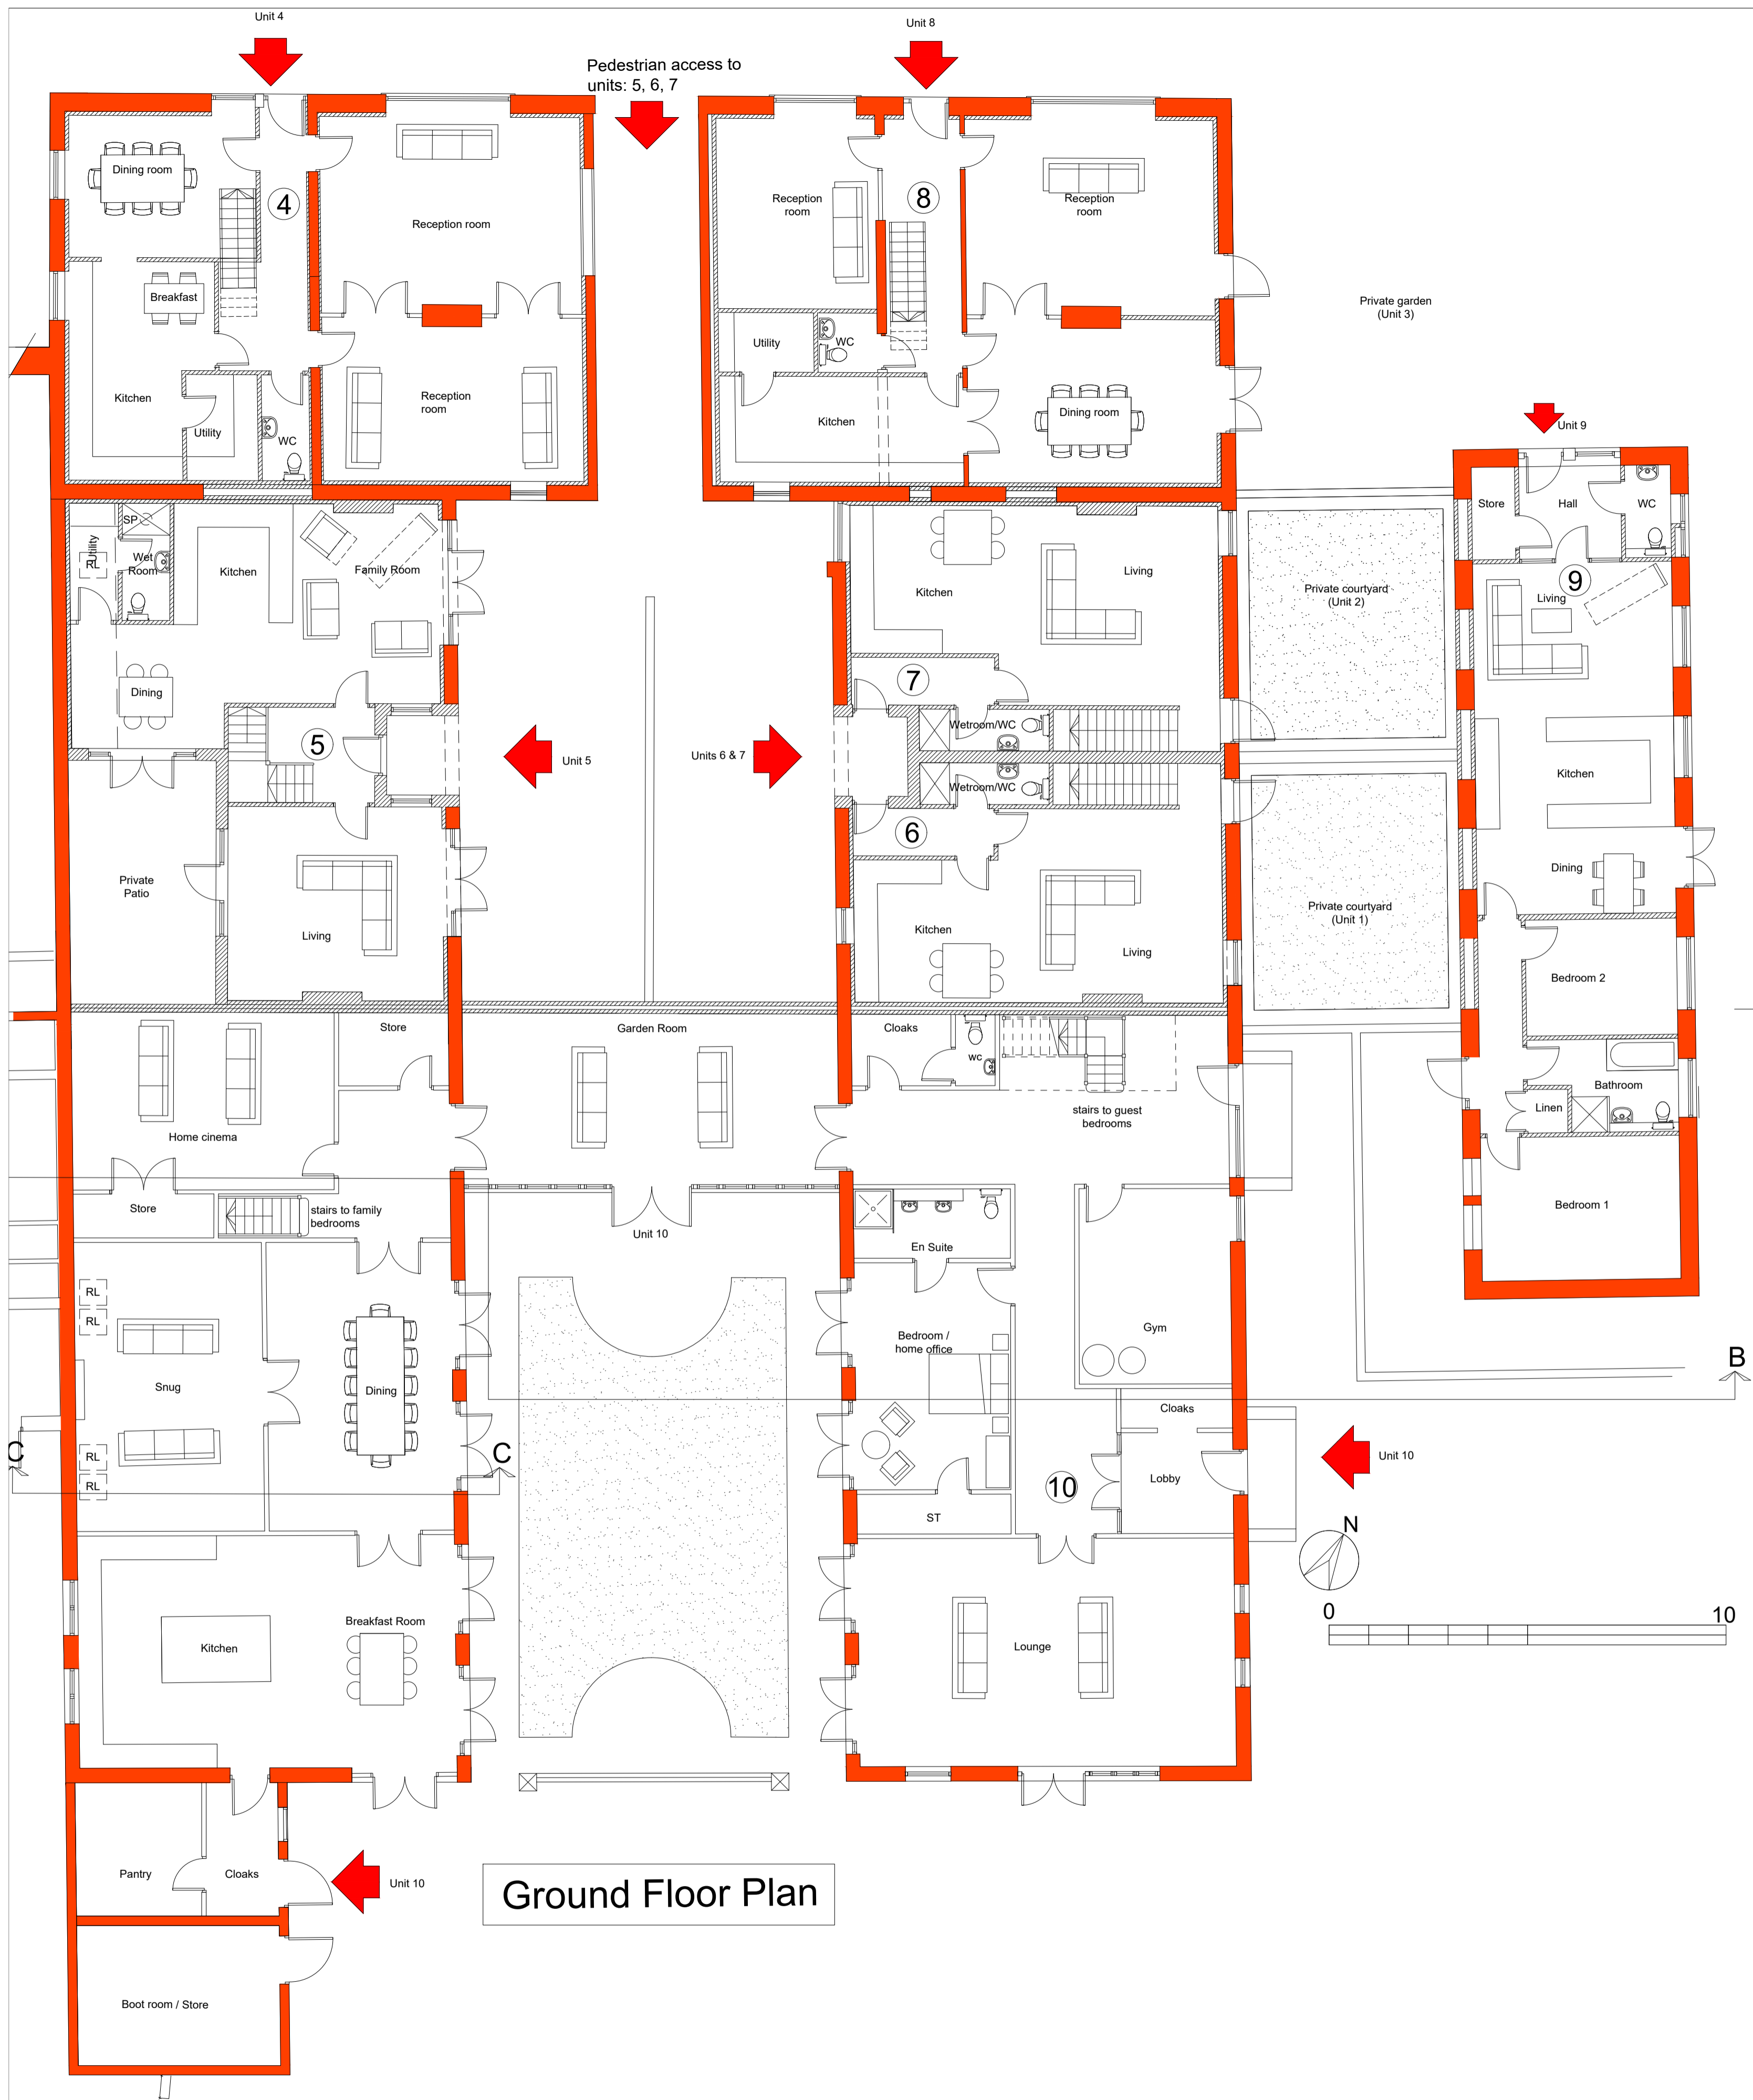 Unit 4
Unit 8
Pedestrian access to
units: 5, 6, 7
Dining room
4
Reception room
Breakfast
Kitchen
Utility
WC
Reception
room
Reception
room
8
Reception
room
Utility
WC
Kitchen
Dining room
Private garden
(Unit 3)
Unit 9
Store
Hall
WC
9
Living
Kitchen
Dining
Bedroom 2
Bathroom
Linen
Bedroom 1
SP
Utility
RL
Wet
Room
Kitchen
Family Room
Dining
5
Unit 5
Private
Patio
Living
Living
Kitchen
7
Wetroom/WC
Units 6 & 7
Wetroom/WC
6
Kitchen
Living
Private courtyard
(Unit 2)
Private courtyard
(Unit 1)
Store
Garden Room
Cloaks
WC
Home cinema
stairs to guest
bedrooms
Store
stairs to family
bedrooms
Unit 10
En Suite
RL
RL
Snug
Dining
Bedroom /
home office
Gym
B
Cloaks
C
C
RL
RL
10
Lobby
Unit 10
ST
N
0
10
Breakfast Room
Kitchen
Lounge
Pantry
Cloaks
Unit 10
Ground Floor Plan
Boot room / Store